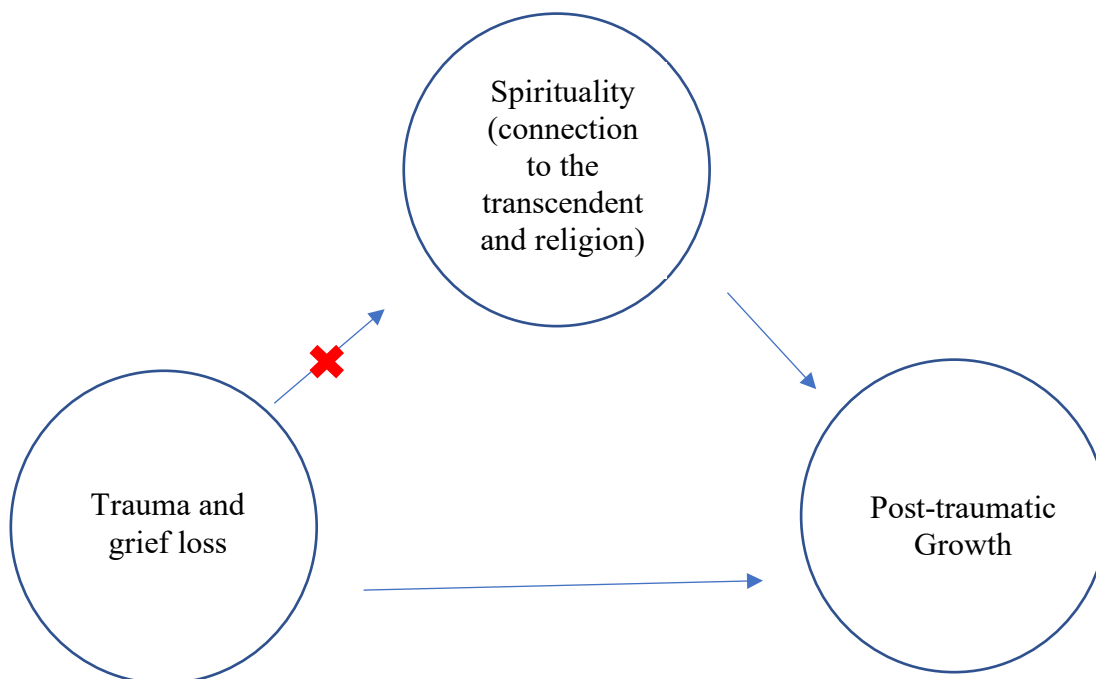 Spirituality
(connection
to the
transcendent
and religion)
Trauma and
grief loss
Post-traumatic
Growth